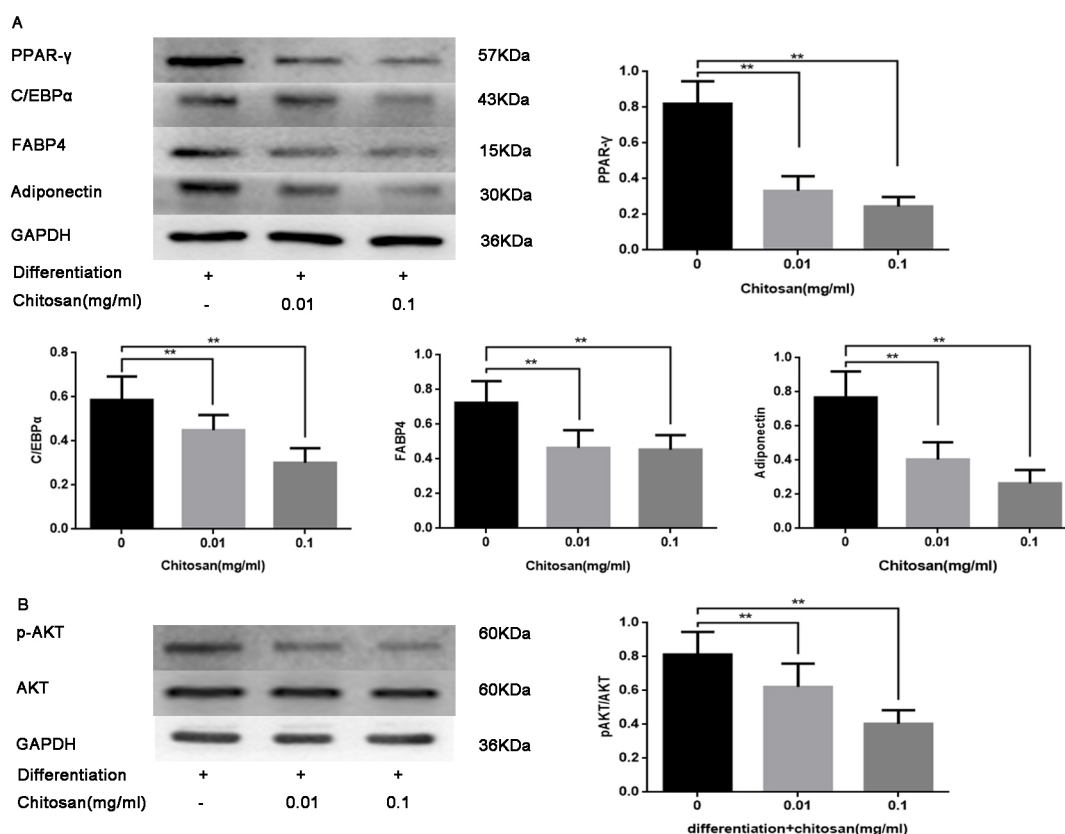 A
PPAR-γ 57KDa
C/EBPα 43KDa
FABP4 15KDa
Adiponectin 30KDa
GAPDH 36KDa
Differentiation + + +
Chitosan(mg/ml) - 0.01 0.1
PPAR-γ
1.0
0.8
0.6
0.4
0.2
0.0
** **
0 0.01 0.1
Chitosan(mg/ml)
C/EBPα
0.8
0.6
0.4
0.2
0.0
** **
0 0.01 0.1
Chitosan(mg/ml)
FABP4
1.0
0.8
0.6
0.4
0.2
0.0
** **
0 0.01 0.1
Chitosan(mg/ml)
Adiponectin
1.0
0.8
0.6
0.4
0.2
0.0
** **
0 0.01 0.1
Chitosan(mg/ml)
B
p-AKT 60KDa
AKT 60KDa
GAPDH 36KDa
Differentiation + + +
Chitosan(mg/ml) - 0.01 0.1
pAKT/AKT
1.0
0.8
0.6
0.4
0.2
0.0
** **
0 0.01 0.1
differentiation+chitosan(mg/ml)